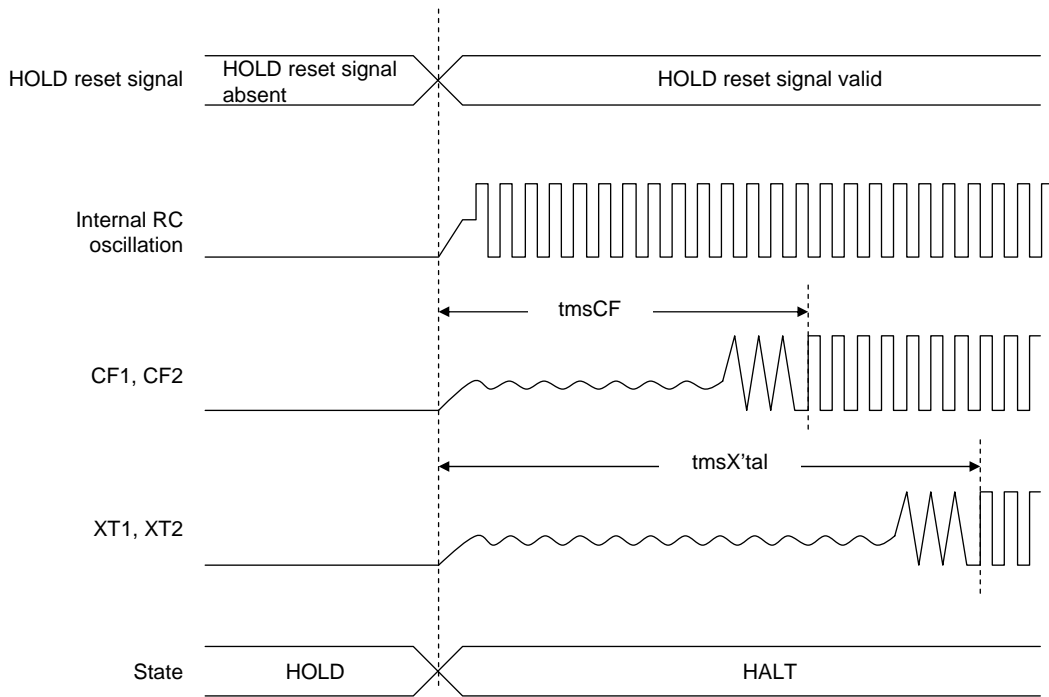 HOLD reset signal
HOLD reset signal
absent
HOLD reset signal valid
Internal RC
oscillation
tmsCF
CF1, CF2
tmsX’tal
XT1, XT2
State
HOLD
HALT